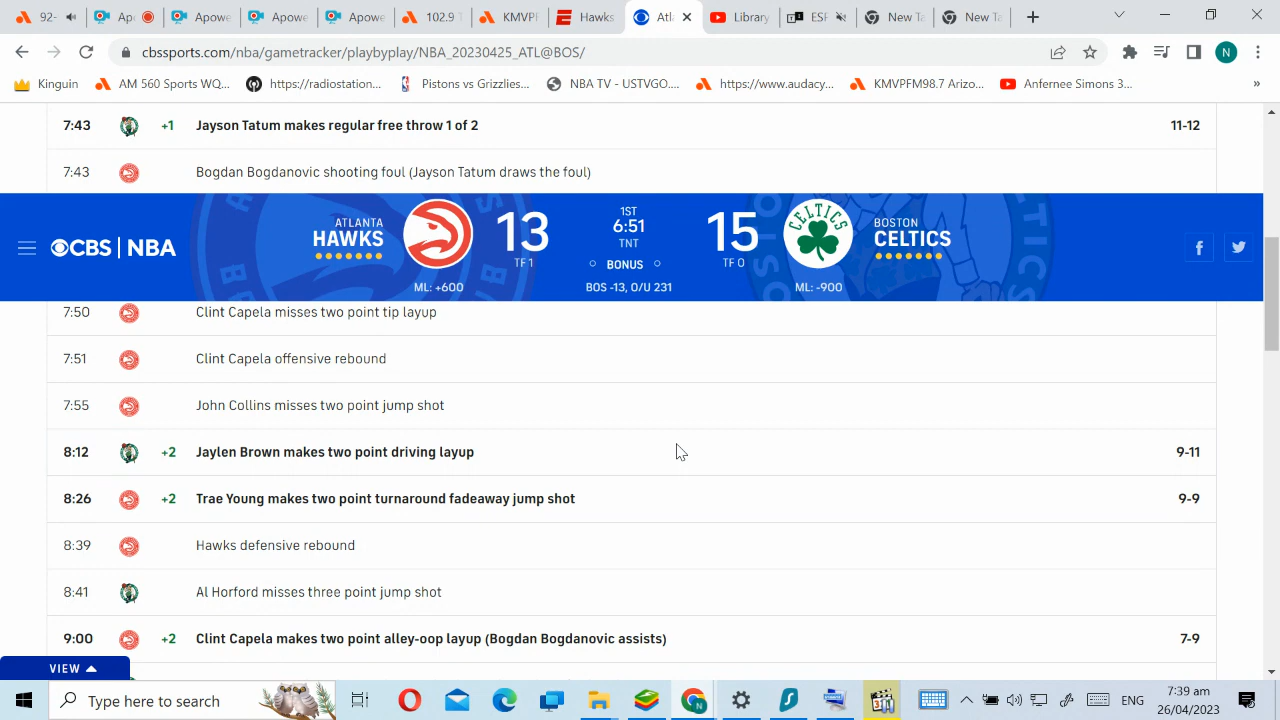 92-
Apo
Apowe
Apowe
Apowe
102.9 T
KMVPF
Hawks
Atla
Library
ESP
New Ta
New Ta
cbssports.com/nba/gametracker/playbyplay/NBA_20230425_ATL@BOS/
N
Kinguin
AM 560 Sports WQ...
https://radiostation...
Pistons vs Grizzlies...
NBA TV - USTVGO....
https://www.audacy...
KMVPFM98.7 Arizo...
Anfernee Simons 3...
»
7:43 +1 Jayson Tatum makes regular free throw 1 of 2 11-12
7:43 Bogdan Bogdanovic shooting foul (Jayson Tatum draws the foul)
CBS | NBA
ATLANTA
HAWKS
ML: +600
13
TF 1
1ST
6:51
TNT
BONUS
BOS -13, O/U 231
15
TF 0
CELTICS
ML: -900
BOSTON
CELTICS
7:50 Clint Capela misses two point tip layup
7:51 Clint Capela offensive rebound
7:55 John Collins misses two point jump shot
8:12 +2 Jaylen Brown makes two point driving layup 9-11
8:26 +2 Trae Young makes two point turnaround fadeaway jump shot 9-9
8:39 Hawks defensive rebound
8:41 Al Horford misses three point jump shot
9:00 +2 Clint Capela makes two point alley-oop layup (Bogdan Bogdanovic assists) 7-9
VIEW
Type here to search
ENG
7:39 am
26/04/2023